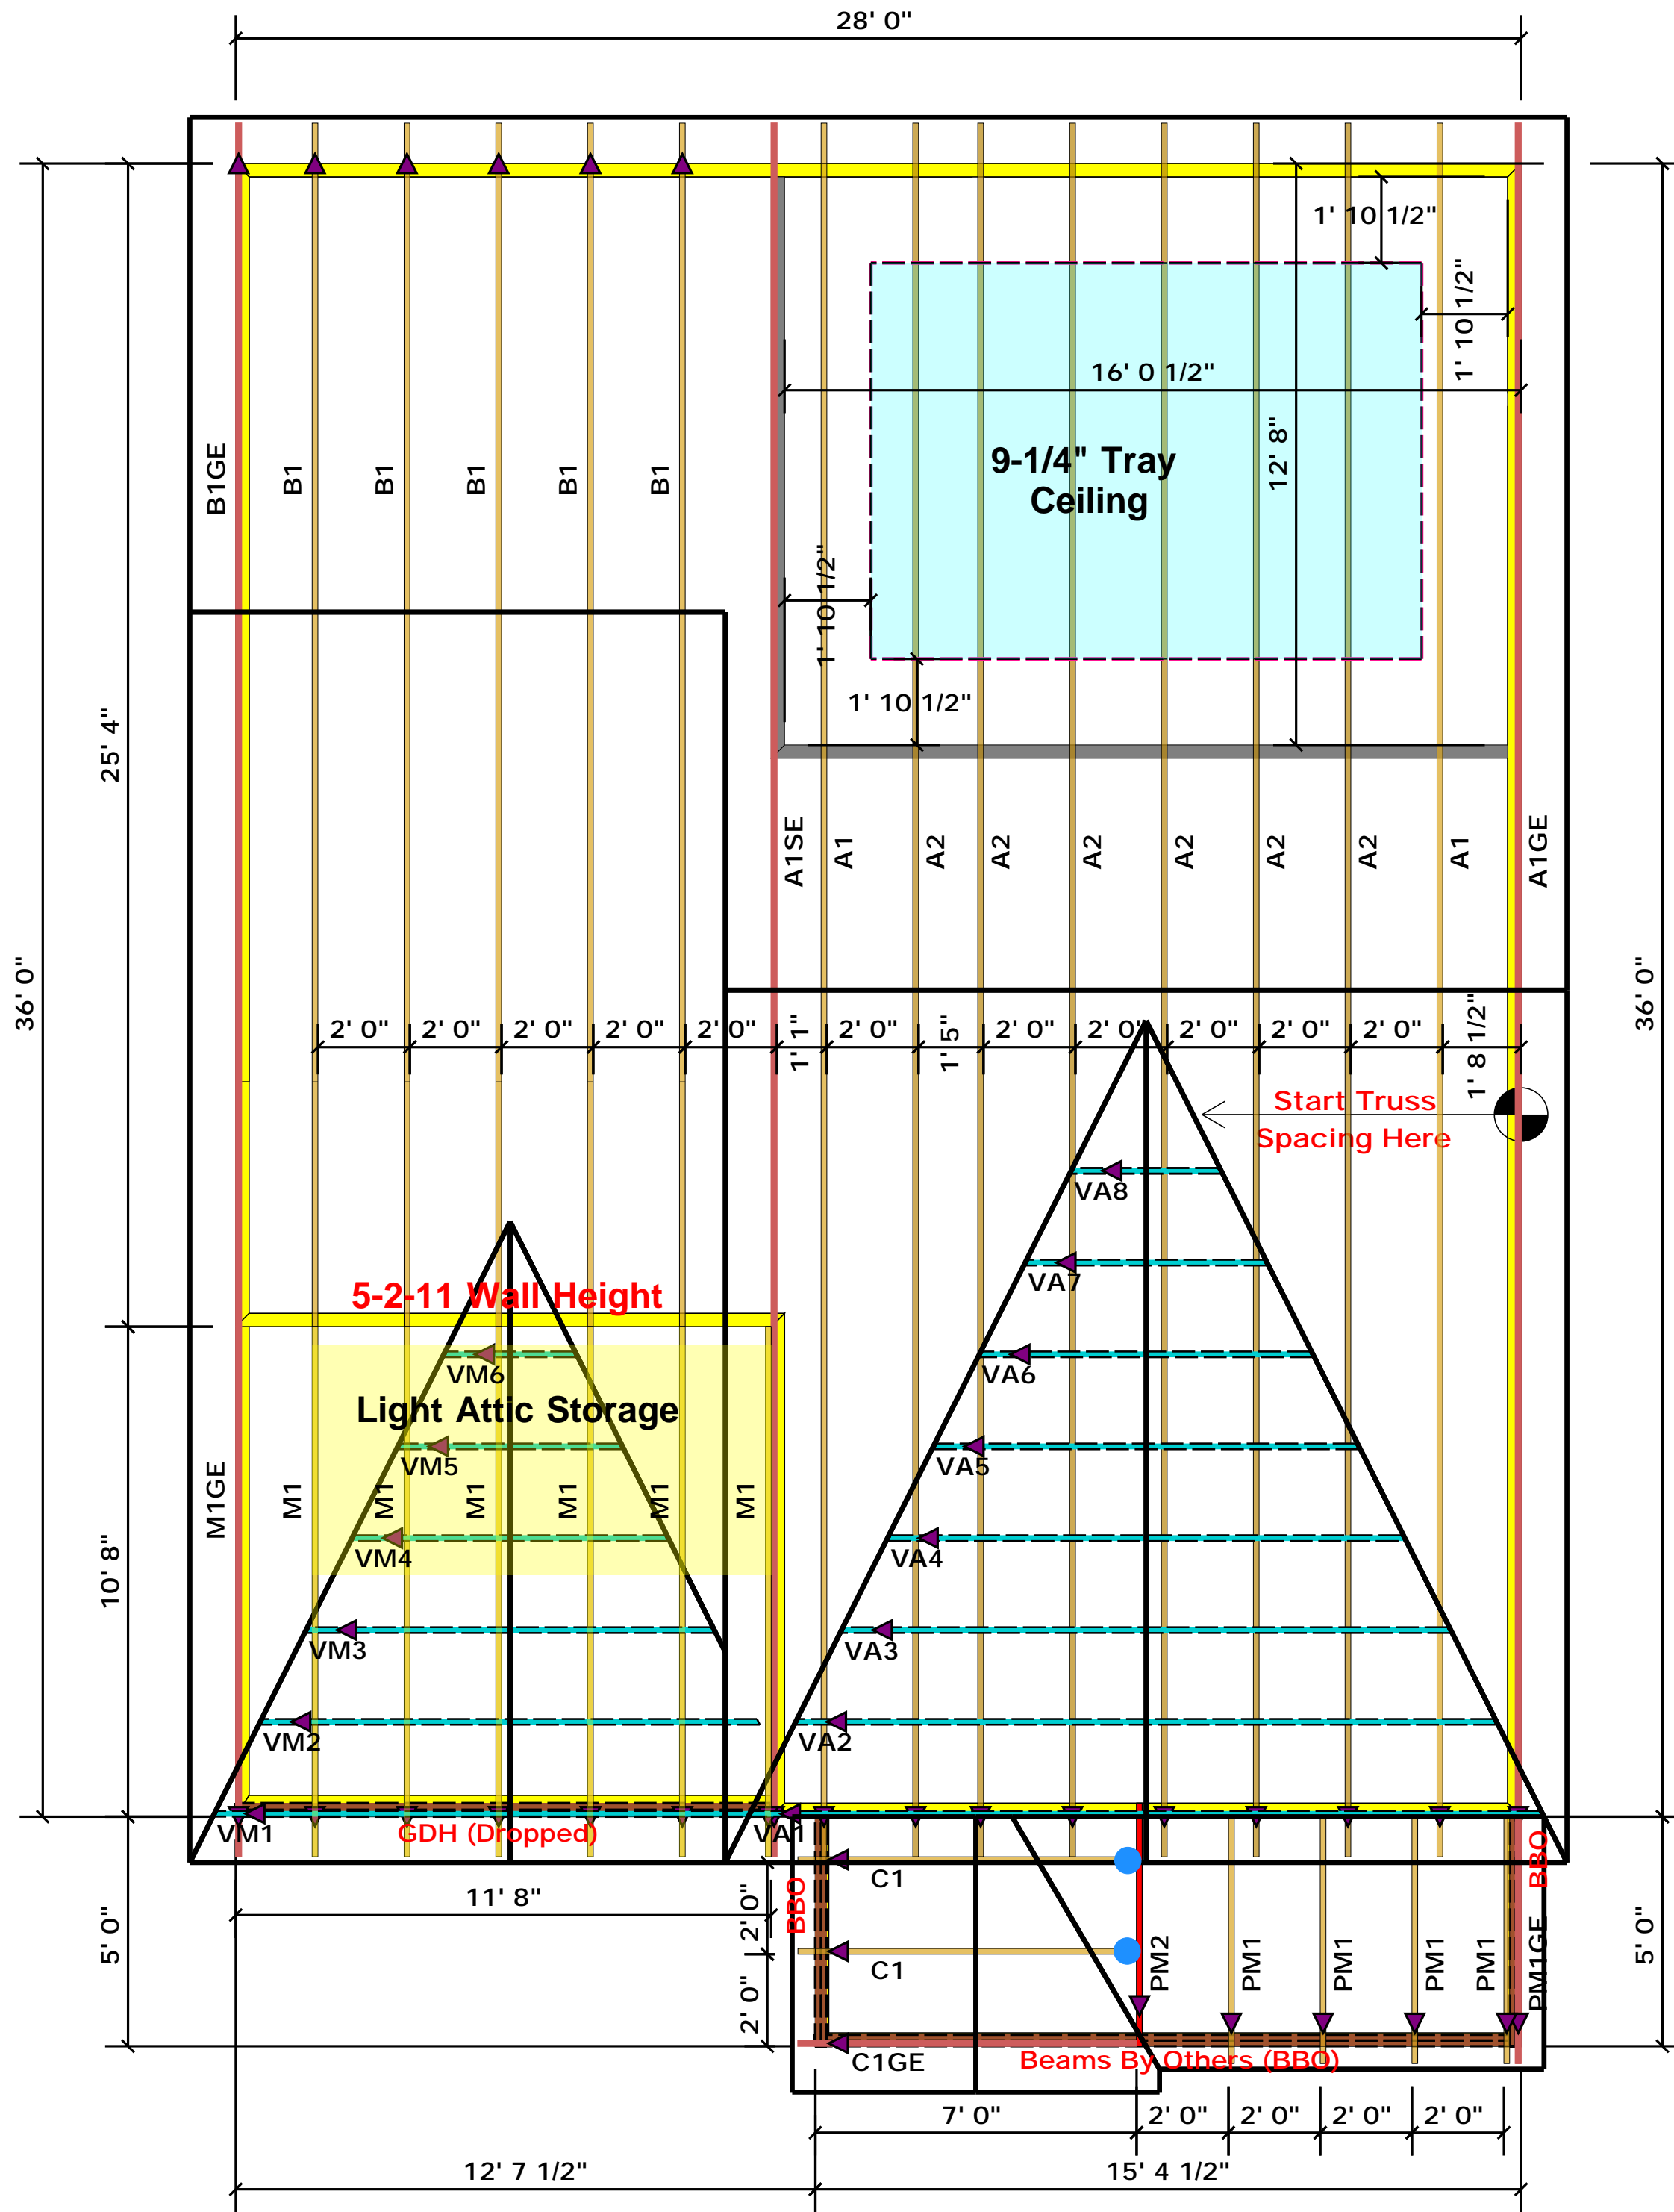 28' 0"
1' 10 1/2"
1' 10 1/2"
16' 0 1/2"
12' 8"
9-1/4" Tray
Ceiling
B1GE
B1
B1
B1
B1
B1
1' 10 1/2"
1' 10 1/2"
25' 4"
36' 0"
36' 0"
A1SE
A1
A2
A2
A2
A2
A2
A2
A1
A1GE
2' 0"
2' 0"
2' 0"
2' 0"
2' 0"
1' 1"
2' 0"
1' 5"
2' 0"
2' 0"
2' 0"
2' 0"
2' 0"
1' 8 1/2"
Start Truss
Spacing Here
VA8
VA7
5-2-11 Wall Height
VM6
VA6
Light Attic Storage
VM5
VA5
M1GE
M1
M1
M1
M1
M1
M1
VM4
VA4
10' 8"
VM3
VA3
VM2
VA2
VM1
GDH (Dropped)
VA1
BBO
BBO
C1
11' 8"
2' 0"
5' 0"
5' 0"
C1
PM2
PM1
PM1
PM1
PM1
PM1GE
2' 0"
C1GE
Beams By Others (BBO)
7' 0"
2' 0"
2' 0"
2' 0"
2' 0"
12' 7 1/2"
15' 4 1/2"